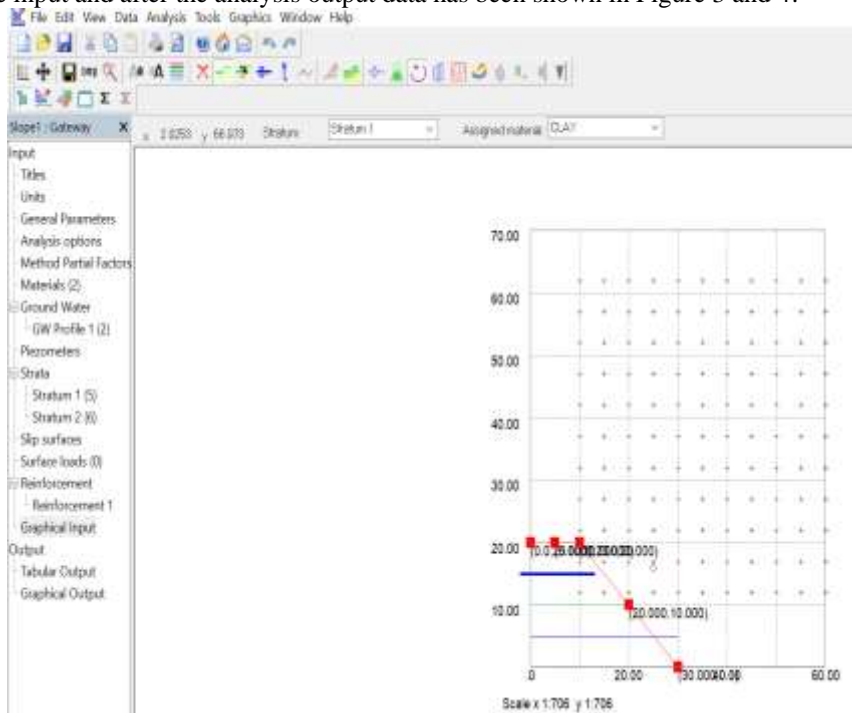 input and after the analysis output data has been shown in Figure 3 and 4.
File Edit View Data Analysis Tools Graphics Window Help
Slope1 : Gateway X
x y Stratum: Stratum 1 Assigned material: CLAY
Input
Titles
Units
General Parameters
Analysis options
Method Partial Factors
Materials (2)
Ground Water
GW Profile 1 (2)
Piezometers
Strata
Stratum 1 (5)
Stratum 2 (6)
Slip surfaces
Surface loads (0)
Reinforcement
Reinforcement 1
Graphical Input
Output
Tabular Output
Graphical Output
70.00
60.00
50.00
40.00
30.00
20.00
10.00
(20.000,10.000)
0 20.00 60.00
Scale x 1:706 y 1:706